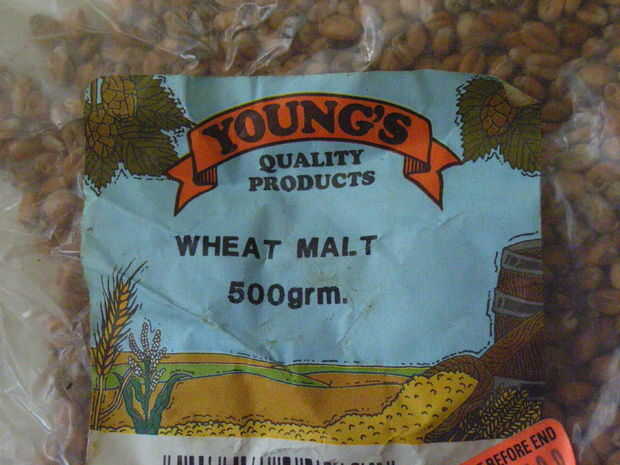 YOUNG'S
QUALITY
PRODUCTS
WHEAT MALT
500grm.
BEFORE END